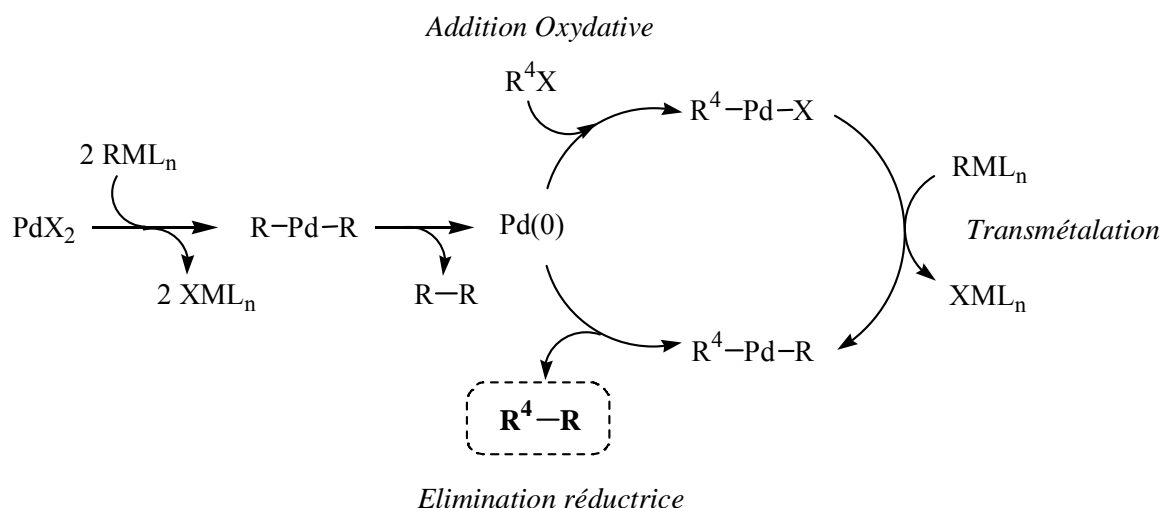 Addition Oxydative
R⁴X
R⁴–Pd–X
2 RMLₙ
RMLₙ
PdX₂
R–Pd–R
Pd(0)
Transmétalation
2 XMLₙ
R–R
XMLₙ
R⁴–Pd–R
R⁴–R
Elimination réductrice